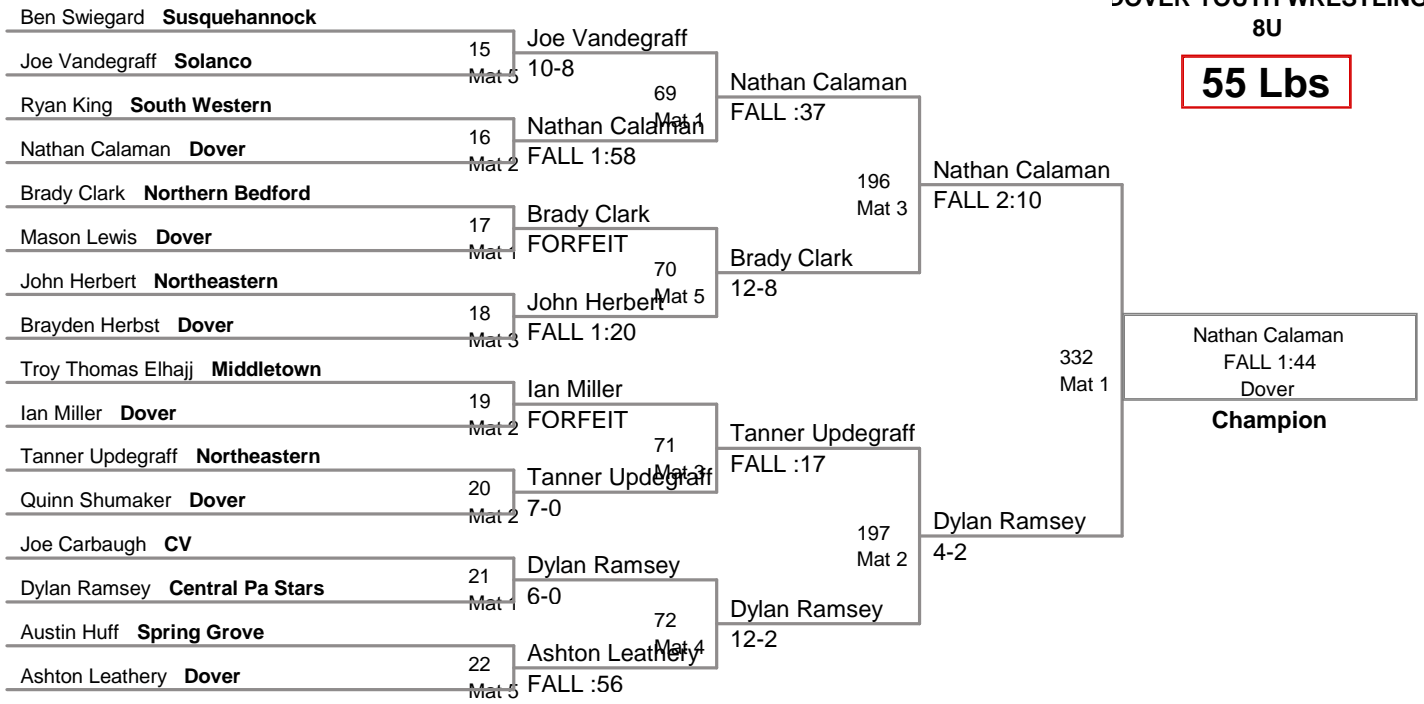 DOVER YOUTH WRESTLING
8U
55 Lbs
Ben Swiegard Susquehannock
Joe Vandegraff Solanco
Ryan King South Western
Nathan Calaman Dover
Brady Clark Northern Bedford
Mason Lewis Dover
John Herbert Northeastern
Brayden Herbst Dover
Troy Thomas Elhajj Middletown
Ian Miller Dover
Tanner Updegraff Northeastern
Quinn Shumaker Dover
Joe Carbaugh CV
Dylan Ramsey Central Pa Stars
Austin Huff Spring Grove
Ashton Leathery Dover
15
Mat 5
16
Mat 2
17
Mat 1
18
Mat 3
19
Mat 2
20
Mat 2
21
Mat 1
22
Mat 5
Joe Vandegraff
10-8
Nathan Calaman
FALL 1:58
Brady Clark
FORFEIT
John Herbert
FALL 1:20
Ian Miller
FORFEIT
Tanner Updegraff
7-0
Dylan Ramsey
6-0
Ashton Leathery
FALL :56
69
Mat 1
70
Mat 5
71
Mat 3
72
Mat 4
Nathan Calaman
FALL :37
Brady Clark
12-8
Tanner Updegraff
FALL :17
Dylan Ramsey
12-2
196
Mat 3
197
Mat 2
Nathan Calaman
FALL 2:10
Dylan Ramsey
4-2
332
Mat 1
Nathan Calaman
FALL 1:44
Dover
Champion